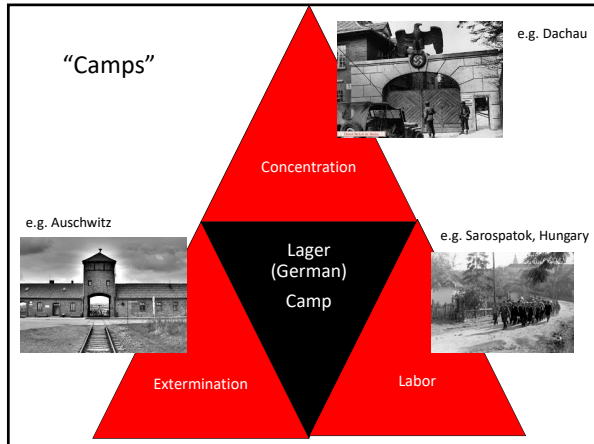 "Camps"
e.g. Dachau
Concentration
e.g. Auschwitz
e.g. Sarospatok, Hungary
Lager
(German)
Camp
Extermination
Labor